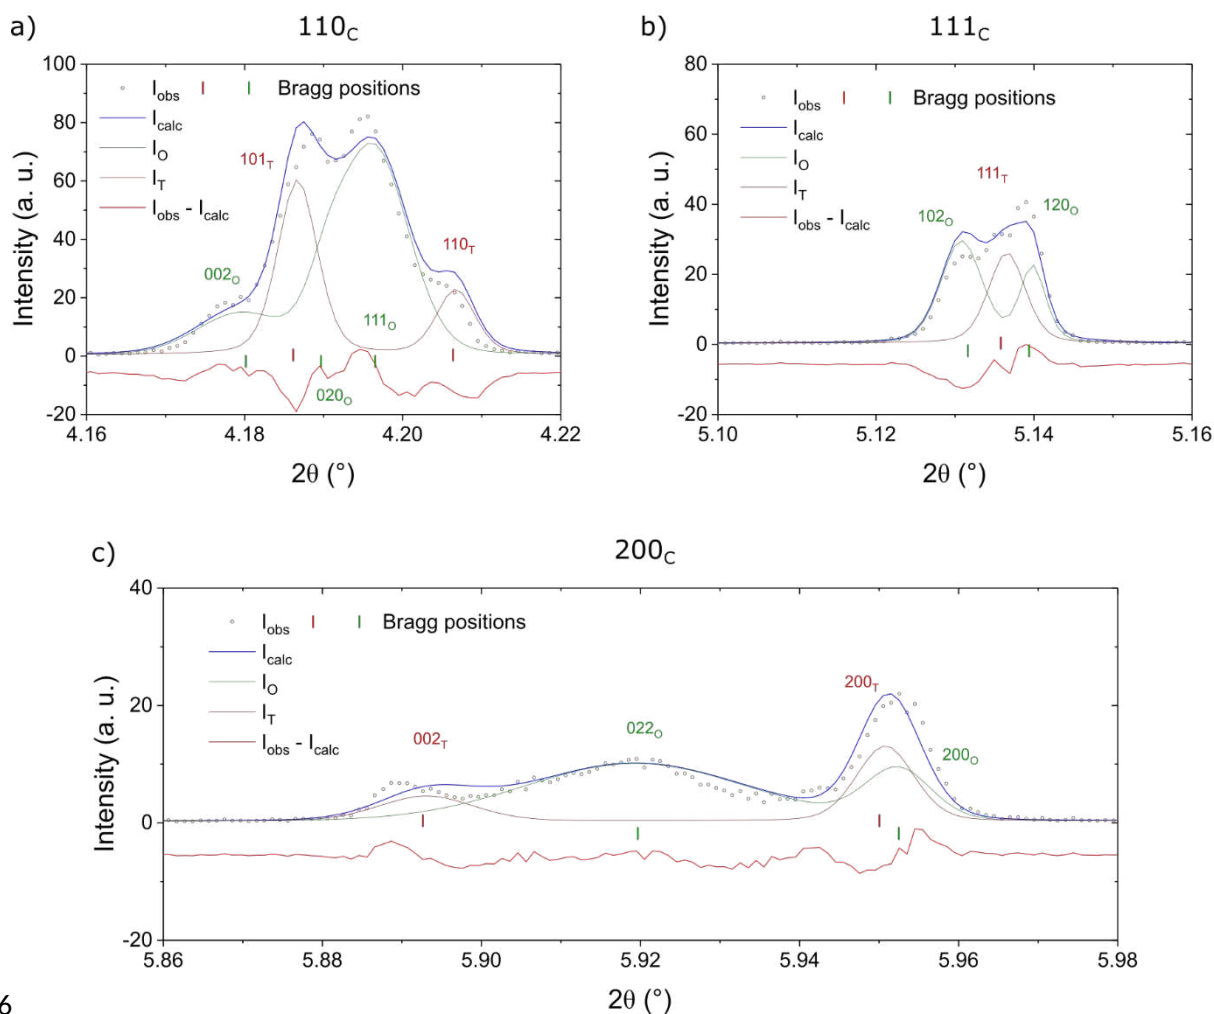 a) 110C
100
80
60
40
20
0
-20
Intensity (a. u.)
Iobs Bragg positions
Icalc
IO
IT
Iobs - Icalc
101T
002O
111O
110T
020O
4.16 4.18 4.20 4.22
2θ (°)
b) 111C
80
60
40
20
0
-20
Intensity (a. u.)
Iobs Bragg positions
Icalc
IO
IT
Iobs - Icalc
111T
102O
120O
5.10 5.12 5.14 5.16
2θ (°)
c) 200C
40
20
0
-20
Intensity (a. u.)
Iobs Bragg positions
Icalc
IO
IT
Iobs - Icalc
002T
022O
200T
200O
5.86 5.88 5.90 5.92 5.94 5.96 5.98
2θ (°)
6